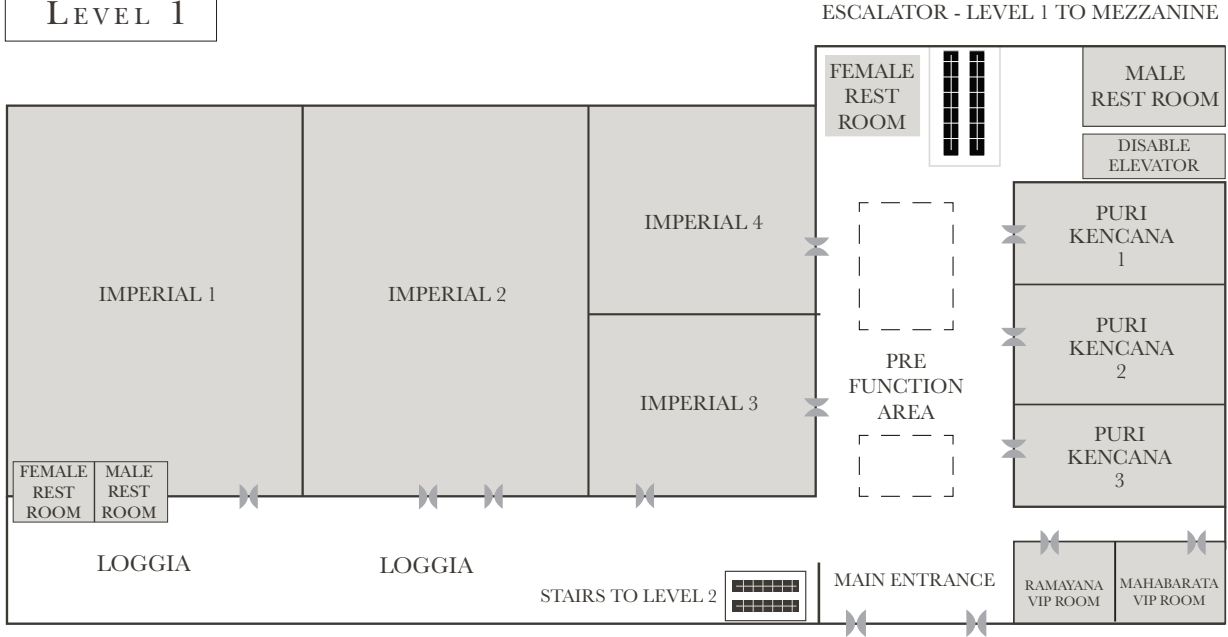 LEVEL 1
ESCALATOR - LEVEL 1 TO MEZZANINE
FEMALE
REST
ROOM
MALE
REST ROOM
DISABLE
ELEVATOR
IMPERIAL 1
IMPERIAL 2
IMPERIAL 4
IMPERIAL 3
PRE
FUNCTION
AREA
PURI
KENCANA
1
PURI
KENCANA
2
PURI
KENCANA
3
FEMALE
REST
ROOM
MALE
REST
ROOM
LOGGIA
LOGGIA
STAIRS TO LEVEL 2
MAIN ENTRANCE
RAMAYANA
VIP ROOM
MAHABARATA
VIP ROOM